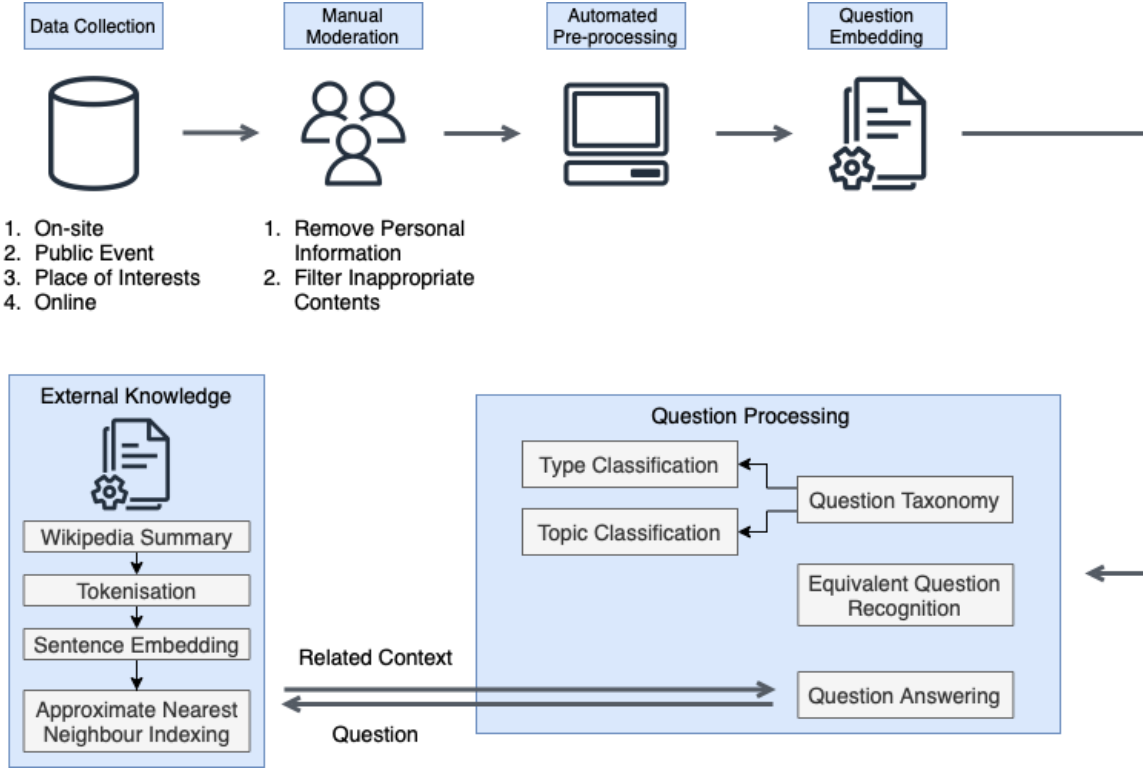 Data Collection
Manual
Moderation
Automated
Pre-processing
Question
Embedding
1. On-site
2. Public Event
3. Place of Interests
4. Online
1. Remove Personal
Information
2. Filter Inappropriate
Contents
External Knowledge
Wikipedia Summary
Tokenisation
Sentence Embedding
Approximate Nearest
Neighbour Indexing
Related Context
Question
Question Processing
Type Classification
Topic Classification
Question Taxonomy
Equivalent Question
Recognition
Question Answering